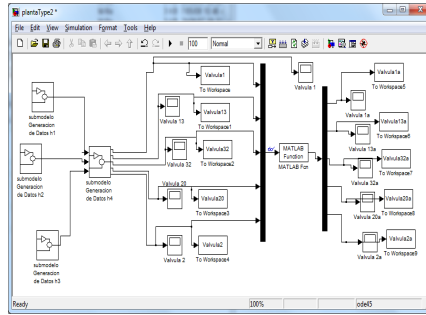 plantaType2 *
File Edit View Simulation Format Tools Help
100 Normal
submodelo
Generacion
de Datos h1
submodelo
Generacion
de Datos h2
submodelo
Generacion
de Datos h3
submodelo
Generacion
de Datos h4
Valvula1
To Workspace
Valvula 13
Valvula13
To Workspace1
Valvula 32
Valvula32
To Workspace2
Valvula 20
Valvula20
To Workspace3
Valvula 2
Valvula2
To Workspace4
MATLAB
Function
MATLAB Fcn
Valvula 1
Valvula1a
To Workspace5
Valvula 1a
Valvula13a
To Workspace6
Valvula 13a
Valvula32a
To Workspace7
Valvula 32a
Valvula20a
To Workspace8
Valvula 20a
Valvula2a
To Workspace9
Valvula 2a
Ready 100% ode45